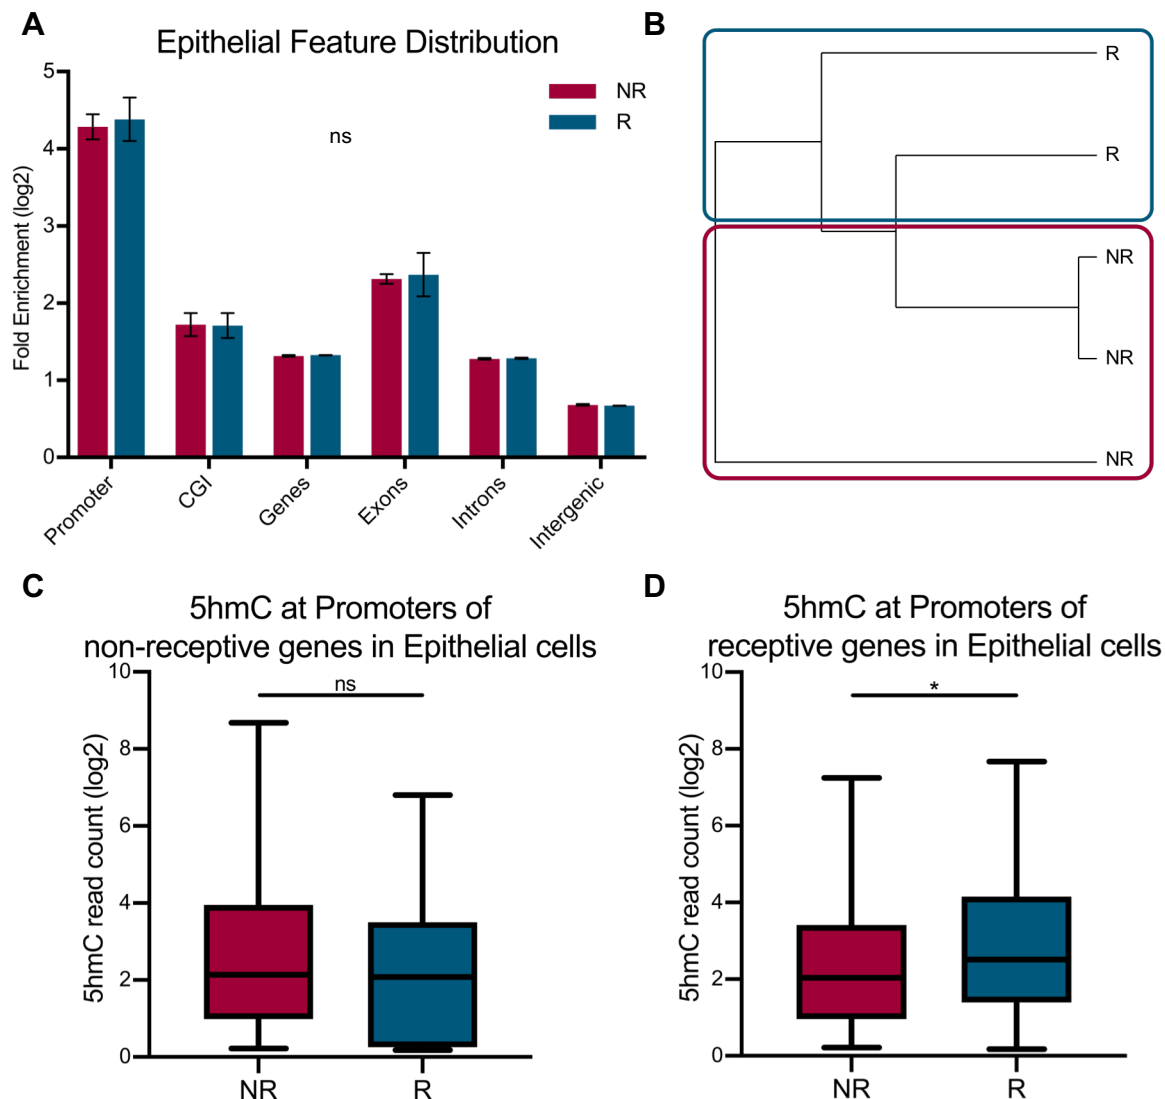 A
Epithelial Feature Distribution
NR
R
ns
Fold Enrichment (log2)
5
4
3
2
1
0
Promoter
CGI
Genes
Exons
Introns
Intergenic
B
R
R
NR
NR
NR
C
5hmC at Promoters of
non-receptive genes in Epithelial cells
ns
5hmC read count (log2)
10
8
6
4
2
0
NR
R
D
5hmC at Promoters of
receptive genes in Epithelial cells
*
5hmC read count (log2)
10
8
6
4
2
0
NR
R